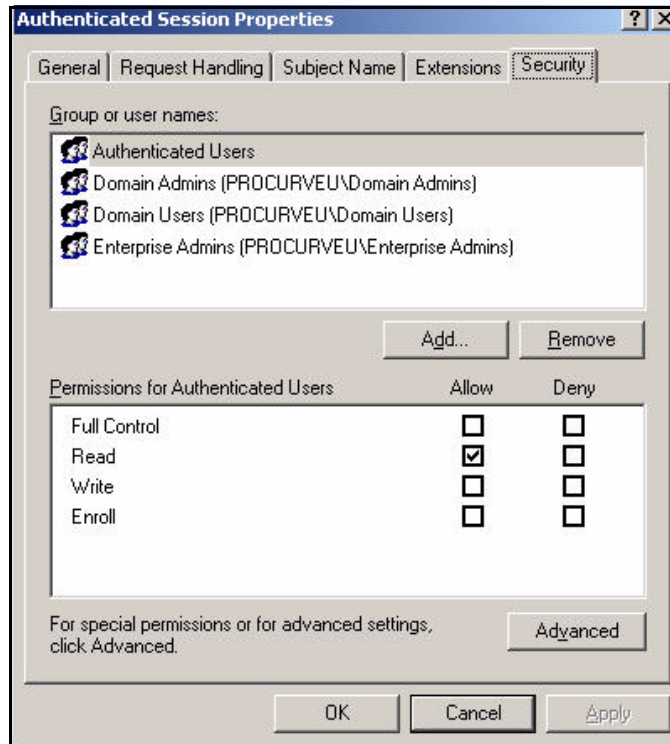 Authenticated Session Properties
? X
General Request Handling Subject Name Extensions Security
Group or user names:
Authenticated Users
Domain Admins (PROCURVEU\Domain Admins)
Domain Users (PROCURVEU\Domain Users)
Enterprise Admins (PROCURVEU\Enterprise Admins)
Add... Remove
Permissions for Authenticated Users Allow Deny
Full Control
Read
Write
Enroll
For special permissions or for advanced settings,
click Advanced.
Advanced
OK Cancel Apply